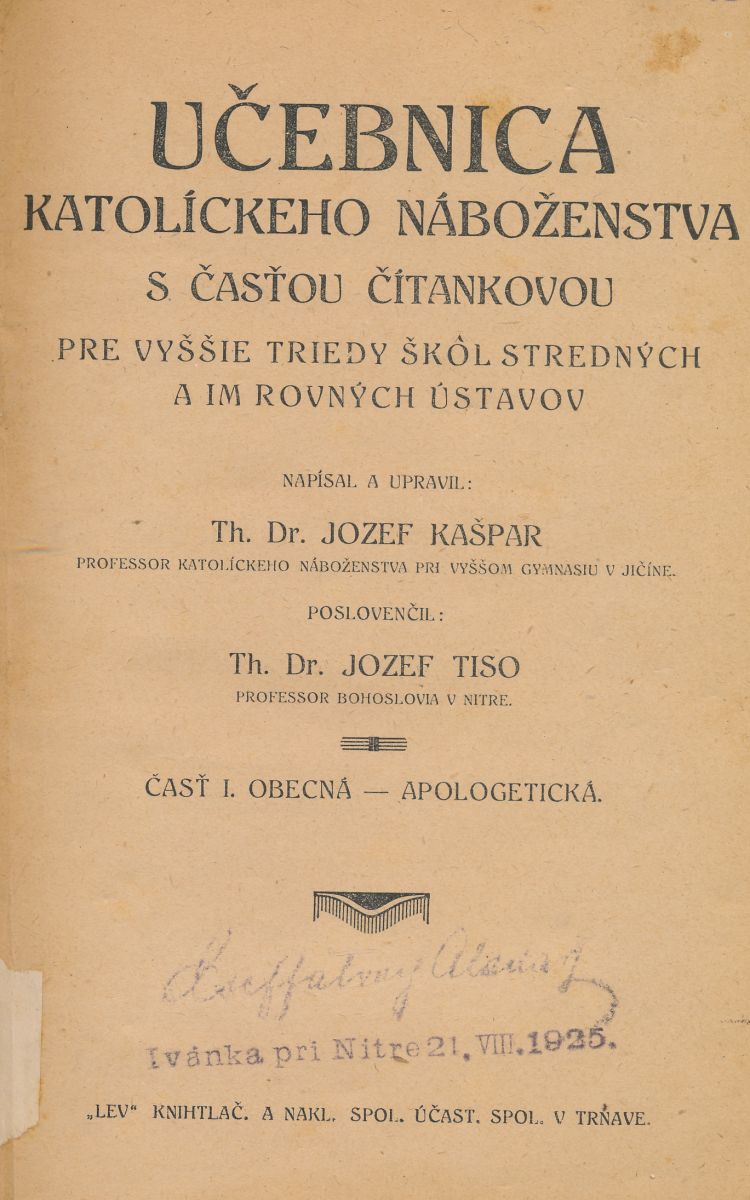 UČEBNICA
KATOLÍCKEHO NÁBOŽENSTVA
S ČASŤOU ČÍTANKOVOU
PRE VYŠŠIE TRIEDY ŠKÔL STREDNÝCH
A IM ROVNÝCH ÚSTAVOV
NAPÍSAL A UPRAVIL:
Th. Dr. JOZEF KAŠPAR
PROFESSOR KATOLÍCKEHO NÁBOŽENSTVA PRI VYŠŠOM GYMNASIU V JIČÍNE.
POSLOVENČIL:
Th. Dr. JOZEF TISO
PROFESSOR BOHOSLOVIA V NITRE.
ČASŤ I. OBECNÁ — APOLOGETICKÁ.
Ivánka pri Nitre 21. VIII. 1925.
„LEV“ KNIHTLAČ. A NAKL. SPOL. ÚČAST. SPOL. V TRNAVE.